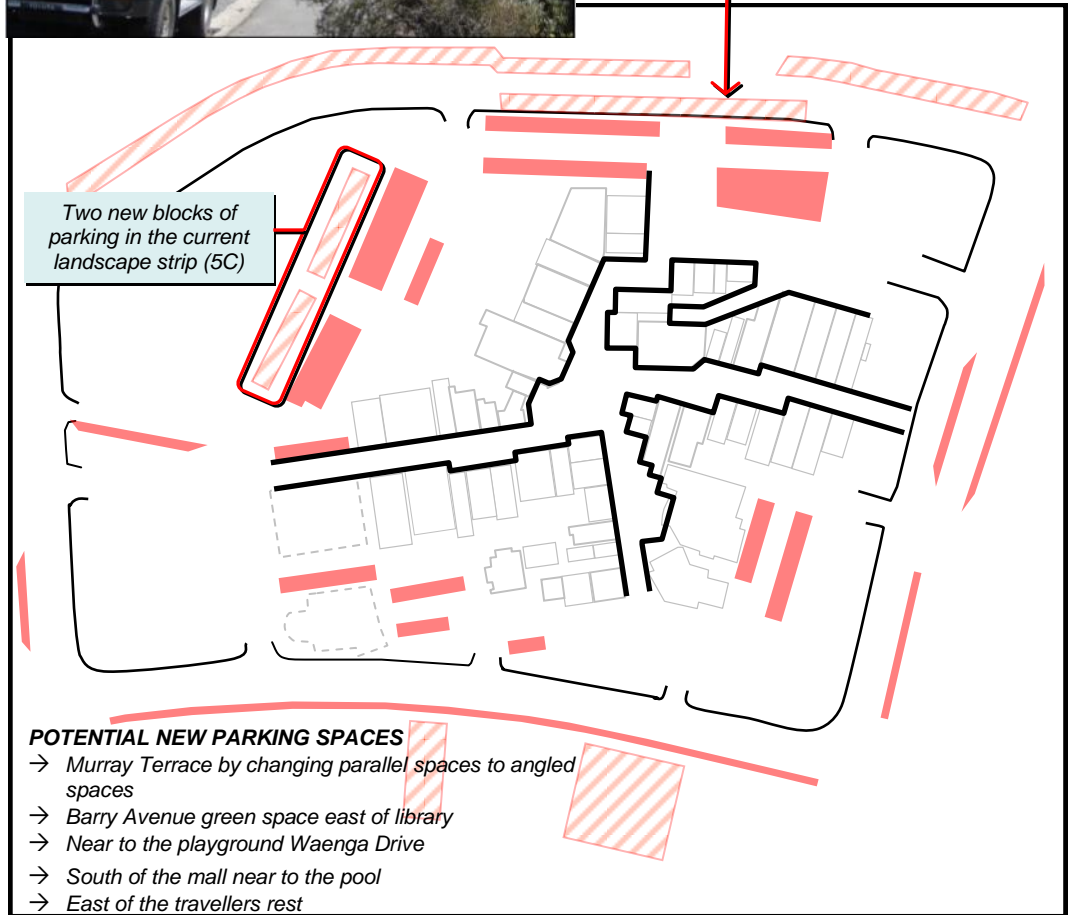 Two new blocks of
parking in the current
landscape strip (5C)
POTENTIAL NEW PARKING SPACES
→ Murray Terrace by changing parallel spaces to angled
spaces
→ Barry Avenue green space east of library
→ Near to the playground Waenga Drive
→ South of the mall near to the pool
→ East of the travellers rest